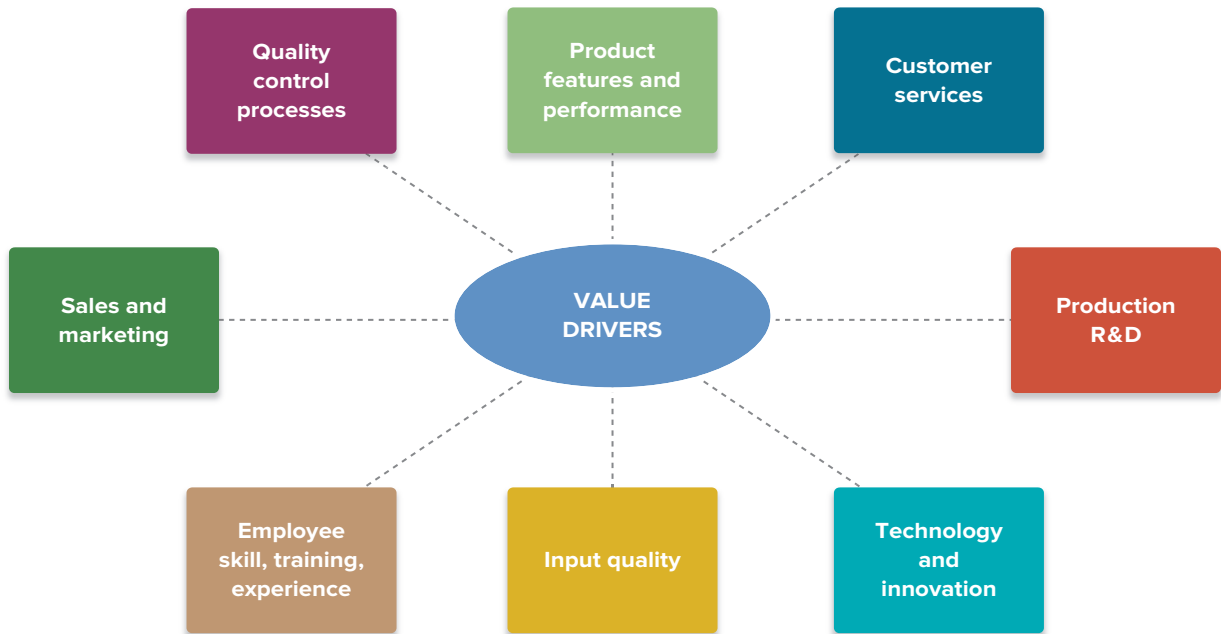 Quality
control
processes
Product
features and
performance
Customer
services
Sales and
marketing
VALUE
DRIVERS
Production
R&D
Employee
skill, training,
experience
Input quality
Technology
and
innovation